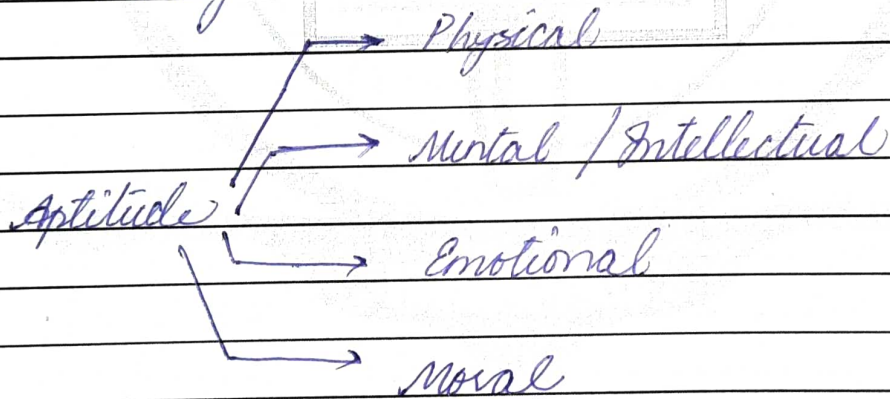 Physical
Mental / Intellectual
Aptitude
Emotional
Moral